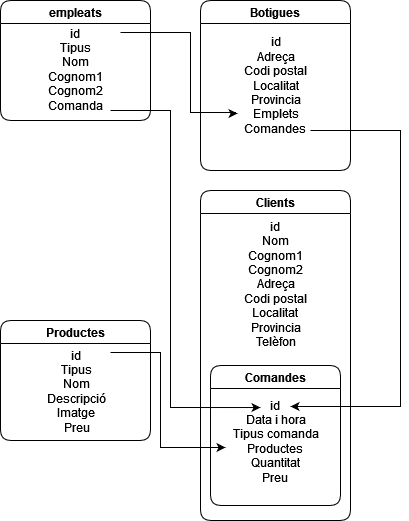 empleats
id
Tipus
Nom
Cognom1
Cognom2
Comanda
Botigues
id
Adreça
Codi postal
Localitat
Provincia
Emplets
Comandes
Clients
id
Nom
Cognom1
Cognom2
Adreça
Codi postal
Localitat
Provincia
Telèfon
Productes
id
Tipus
Nom
Descripció
Imatge
Preu
Comandes
id
Data i hora
Tipus comanda
Productes
Quantitat
Preu